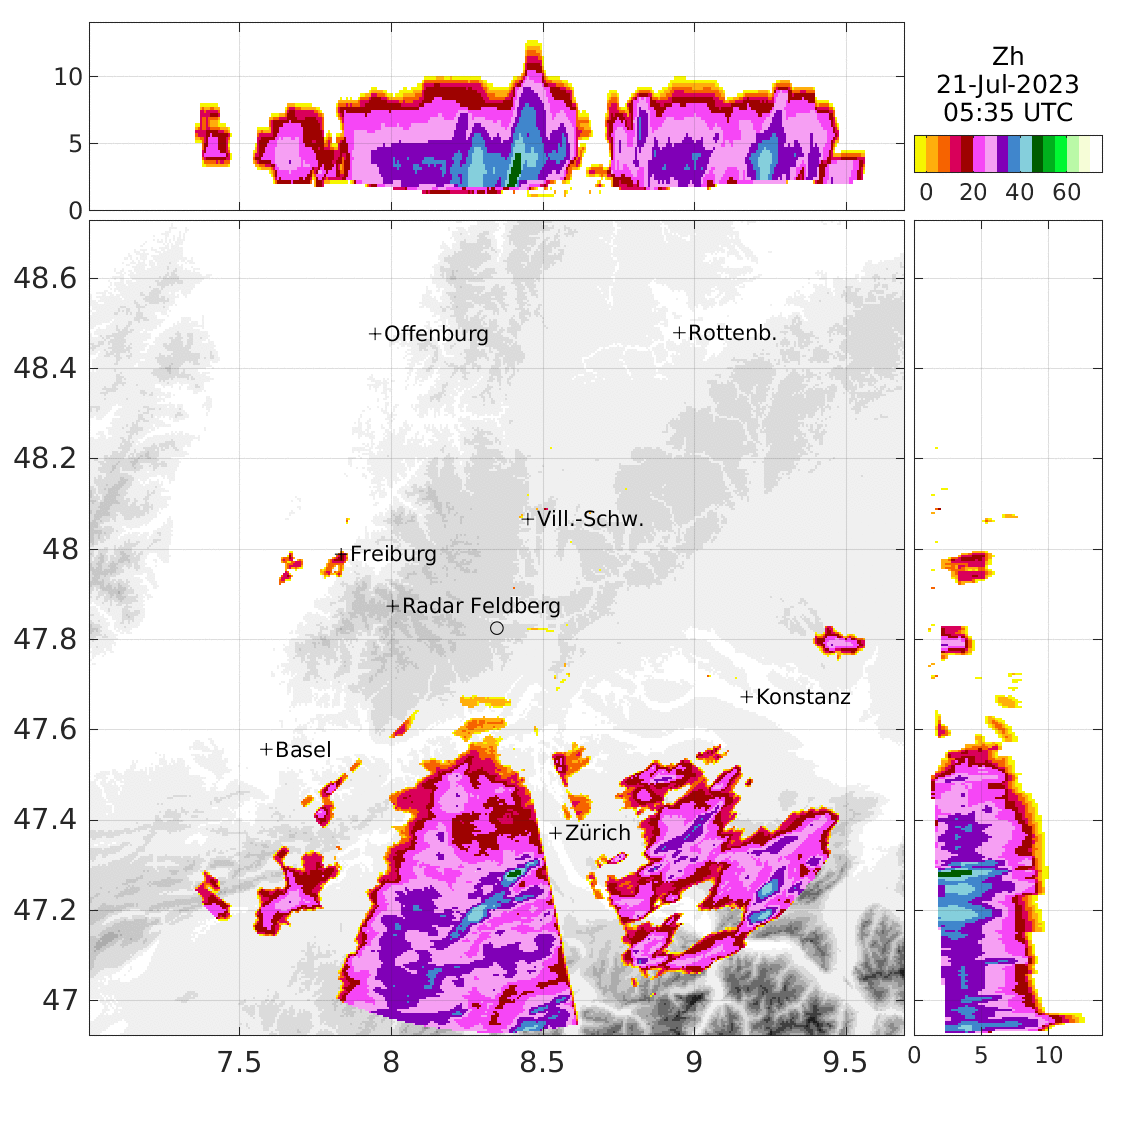 10
5
0
Zh
21-Jul-2023
05:35 UTC
0 20 40 60
48.6
48.4
48.2
48
47.8
47.6
47.4
47.2
47
+Offenburg
+Rottenb.
+Vill.-Schw.
+Freiburg
+Radar Feldberg
+Konstanz
+Basel
+Zürich
7.5 8 8.5 9 9.5
0 5 10